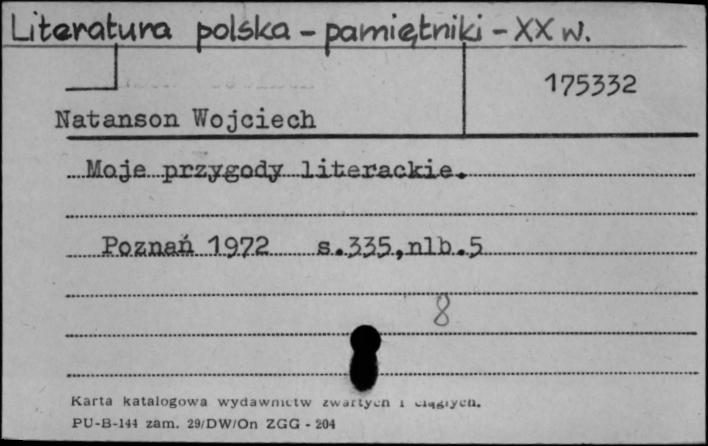 Literatura polska - pamiętniki - XX w.
175332
Natanson Wojciech
Moje przygody literackie.
Poznań 1972 s.335,nlb.5
8
Karta katalogowa wydawnictw zwartych i ciągłych.
PU-B-144 zam. 29/DW/On ZGG - 204